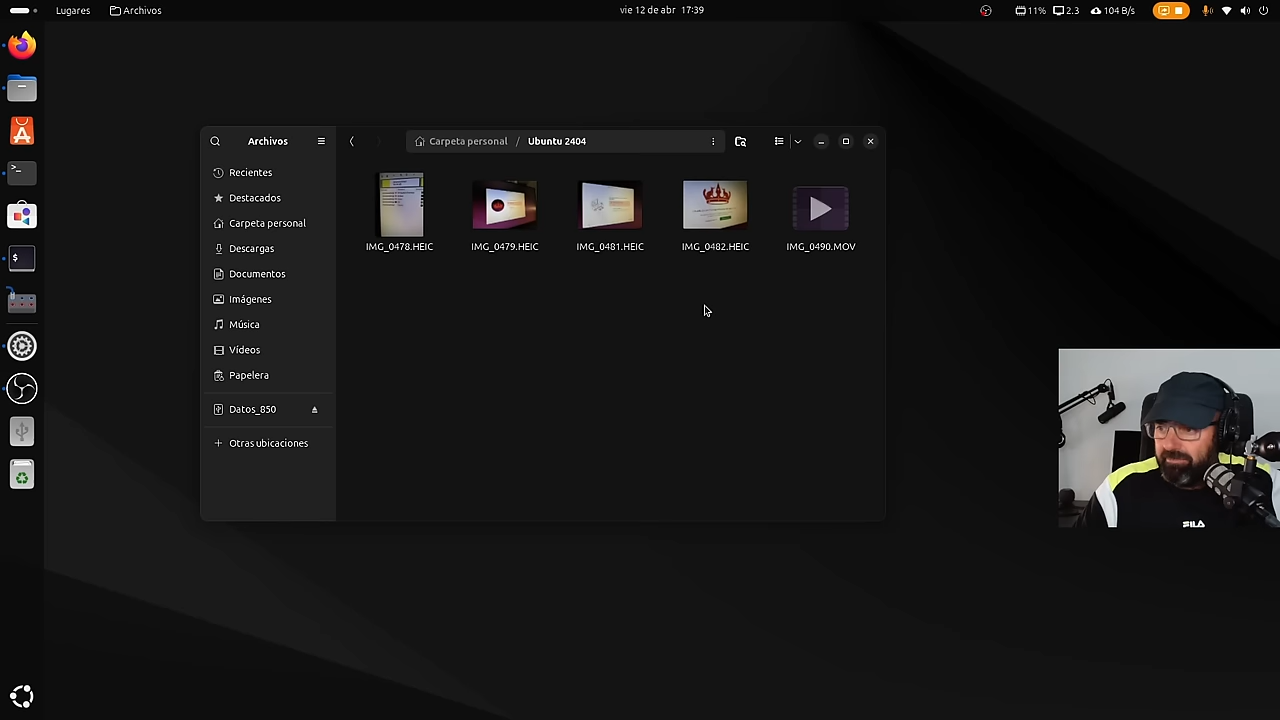 Lugares Archivos vie 12 de abr 17:39 11% 2.3 104 B/s
Archivos Carpeta personal / Ubuntu 2404
Recientes
Destacados
Carpeta personal
Descargas
Documentos
Imágenes
Música
Vídeos
Papelera
Datos_850
Otras ubicaciones
IMG_0478.HEIC IMG_0479.HEIC IMG_0481.HEIC IMG_0482.HEIC IMG_0490.MOV